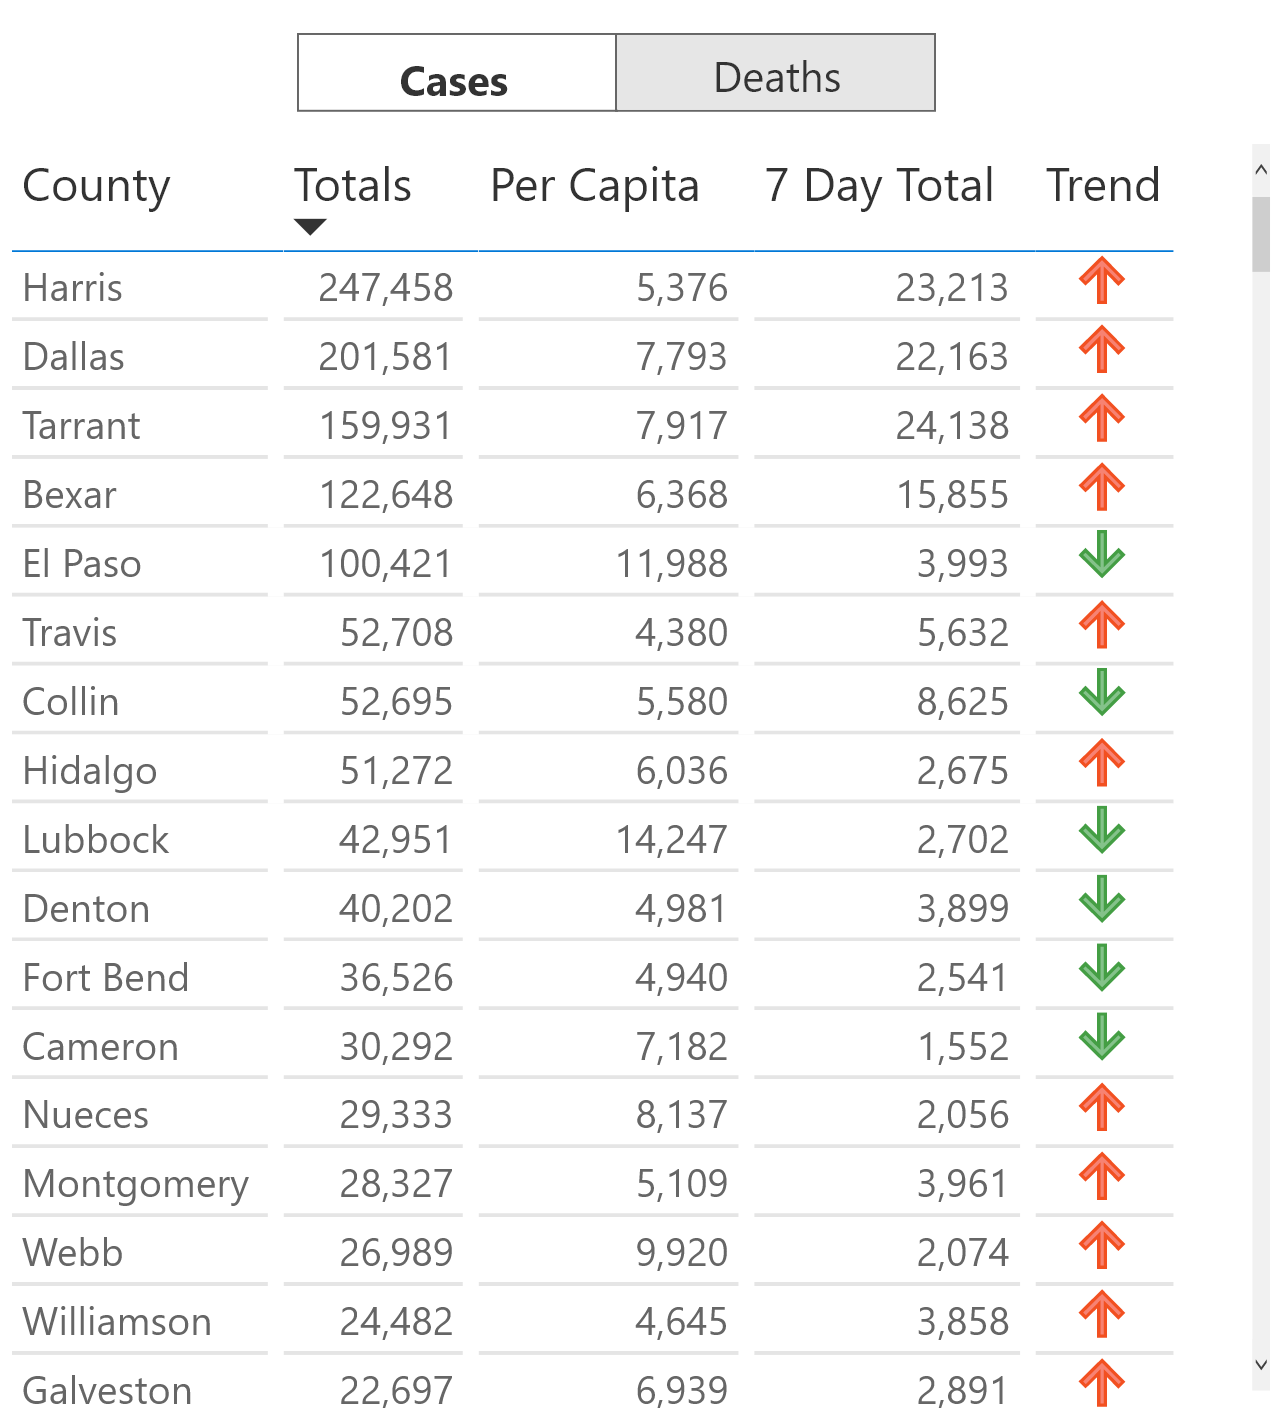 Cases Deaths
County Totals Per Capita 7 Day Total Trend
Harris 247,458 5,376 23,213
Dallas 201,581 7,793 22,163
Tarrant 159,931 7,917 24,138
Bexar 122,648 6,368 15,855
El Paso 100,421 11,988 3,993
Travis 52,708 4,380 5,632
Collin 52,695 5,580 8,625
Hidalgo 51,272 6,036 2,675
Lubbock 42,951 14,247 2,702
Denton 40,202 4,981 3,899
Fort Bend 36,526 4,940 2,541
Cameron 30,292 7,182 1,552
Nueces 29,333 8,137 2,056
Montgomery 28,327 5,109 3,961
Webb 26,989 9,920 2,074
Williamson 24,482 4,645 3,858
Galveston 22,697 6,939 2,891